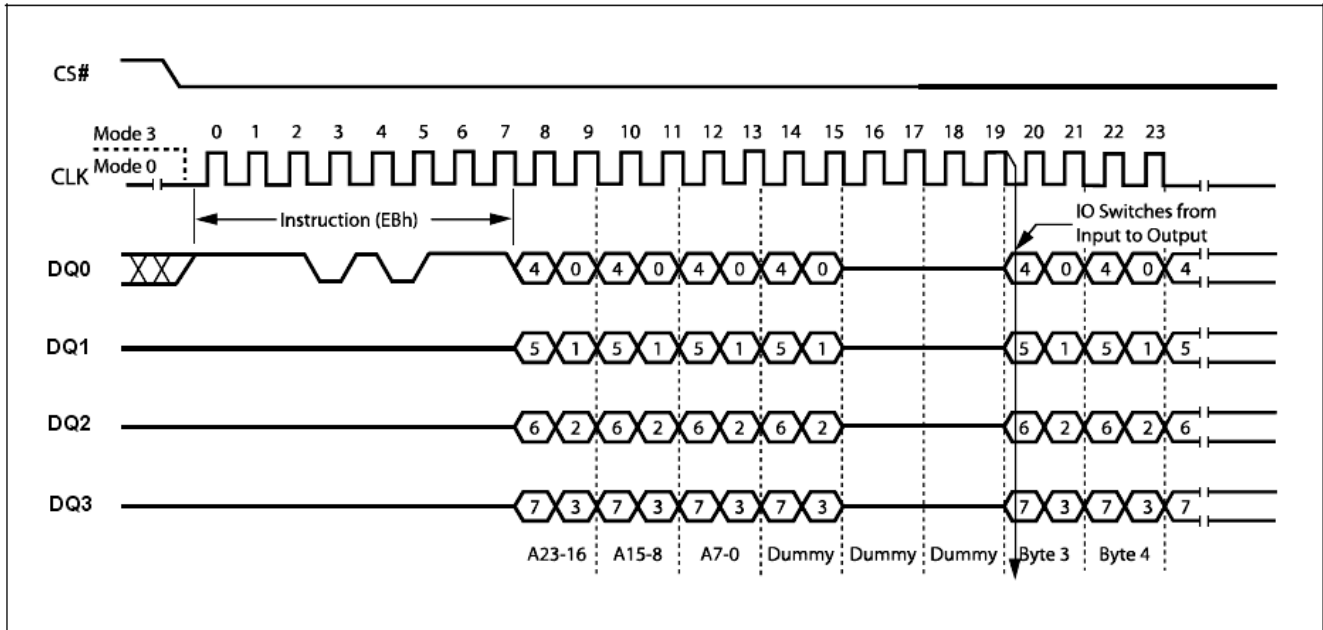 CS#
Mode 3
0 1 2 3 4 5 6 7 8 9 10 11 12 13 14 15 16 17 18 19 20 21 22 23
Mode 0
CLK
Instruction (EBh)
IO Switches from
Input to Output
DQ0 4 0 4 0 4 0 4 0 4 0 4 0 4
DQ1 5 1 5 1 5 1 5 1 5 1 5 1 5
DQ2 6 2 6 2 6 2 6 2 6 2 6 2 6
DQ3 7 3 7 3 7 3 7 3 7 3 7 3 7
A23-16 A15-8 A7-0 Dummy Dummy Dummy Byte 3 Byte 4